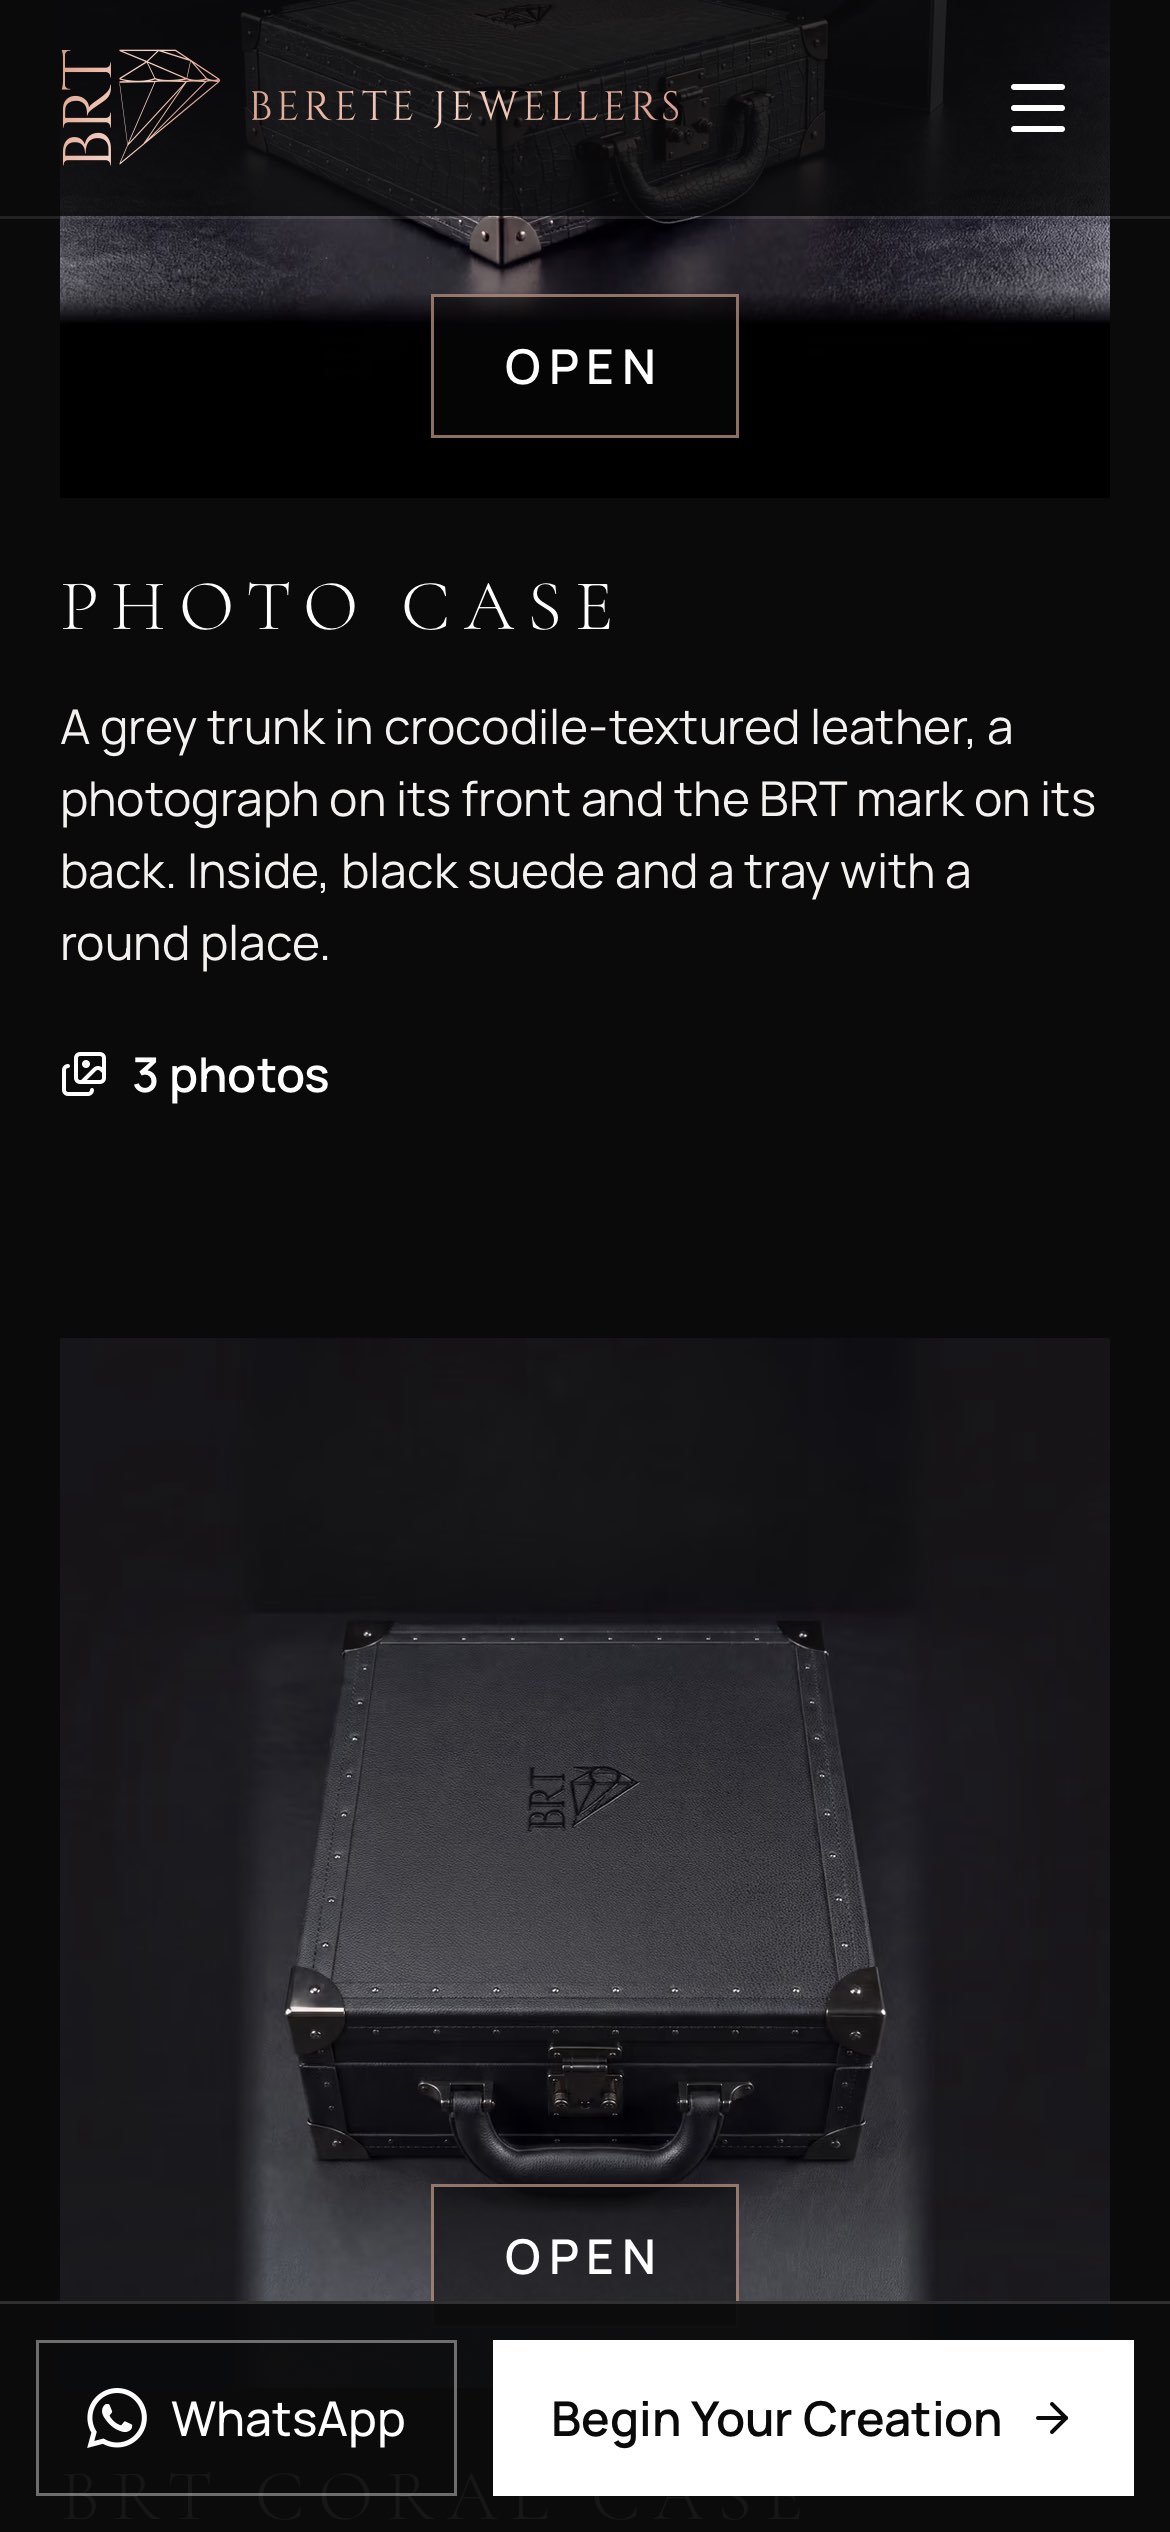 BRT
BERETE JEWELLERS
OPEN
PHOTO CASE
A grey trunk in crocodile-textured leather, a
photograph on its front and the BRT mark on its
back. Inside, black suede and a tray with a
round place.
3 photos
BRT
OPEN
WhatsApp
Begin Your Creation
BRT CORAL CASE